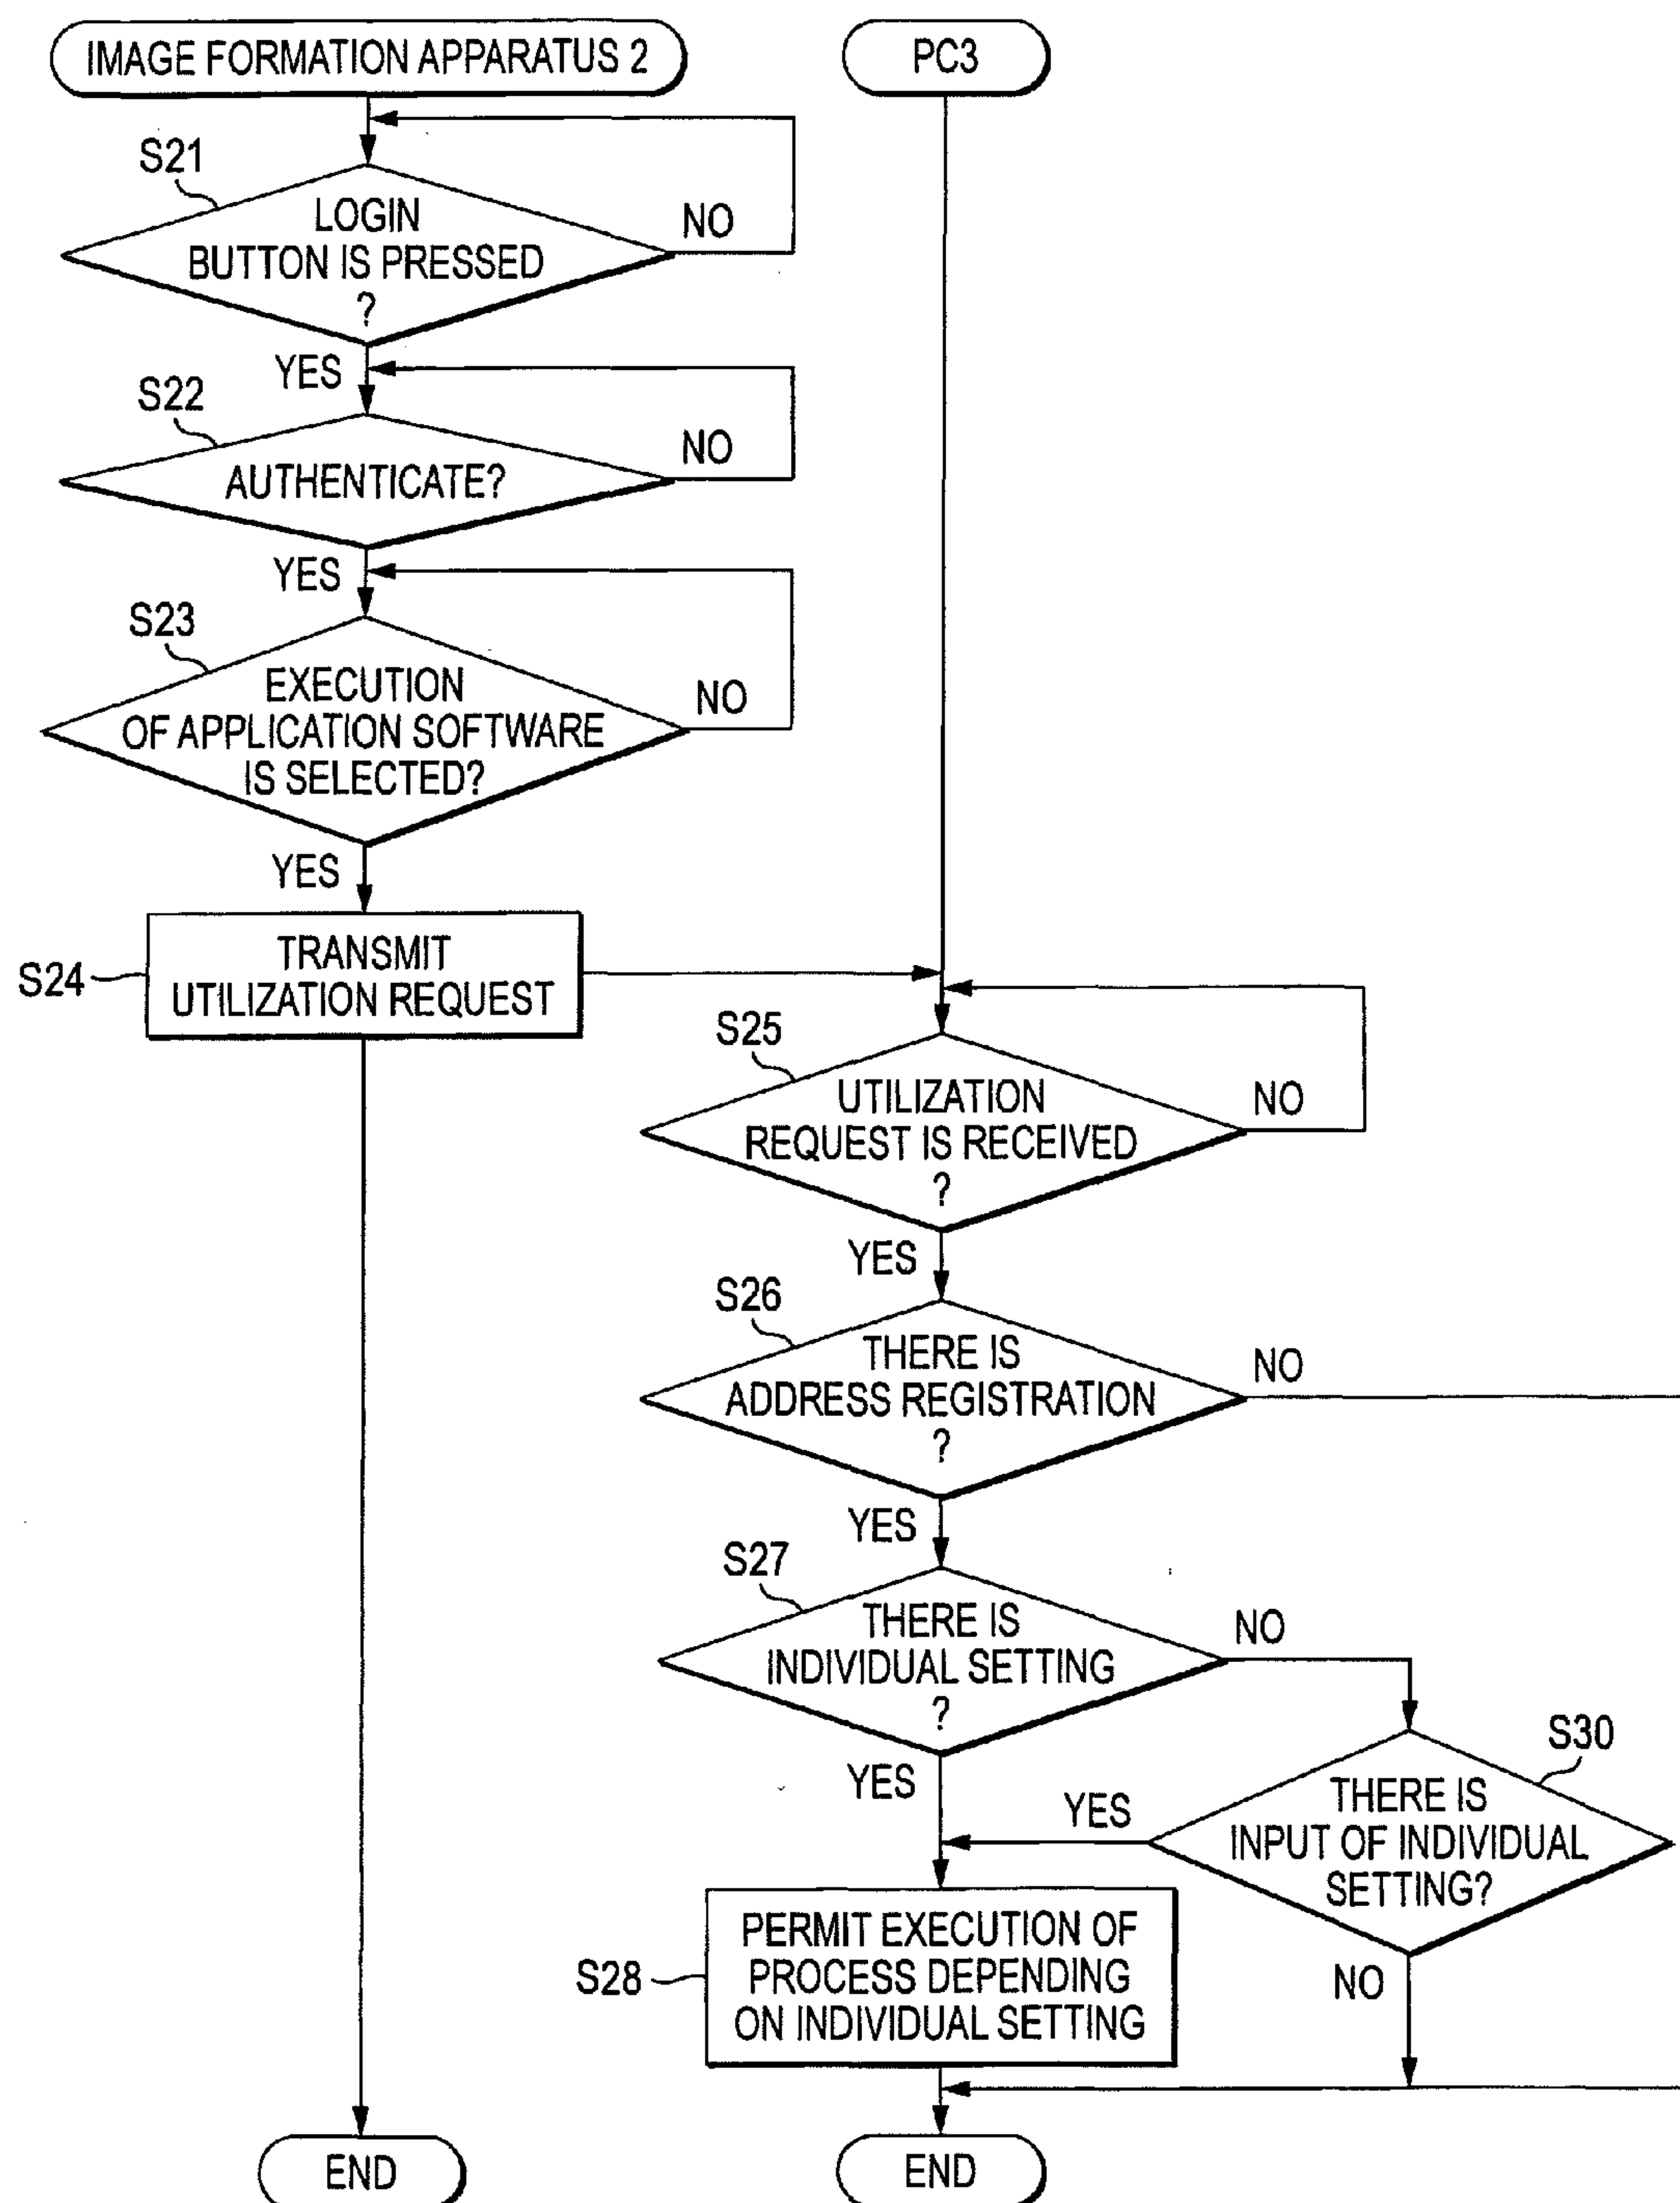 IMAGE FORMATION APPARATUS 2
PC3
S21
LOGIN
BUTTON IS PRESSED
?
NO
YES
S22
AUTHENTICATE?
NO
YES
S23
EXECUTION
OF APPLICATION SOFTWARE
IS SELECTED?
NO
YES
S24
TRANSMIT
UTILIZATION REQUEST
S25
UTILIZATION
REQUEST IS RECEIVED
?
NO
YES
S26
THERE IS
ADDRESS REGISTRATION
?
NO
YES
S27
THERE IS
INDIVIDUAL SETTING
?
NO
YES
S30
THERE IS
INPUT OF INDIVIDUAL
SETTING?
YES
NO
S28
PERMIT EXECUTION OF
PROCESS DEPENDING
ON INDIVIDUAL SETTING
END
END